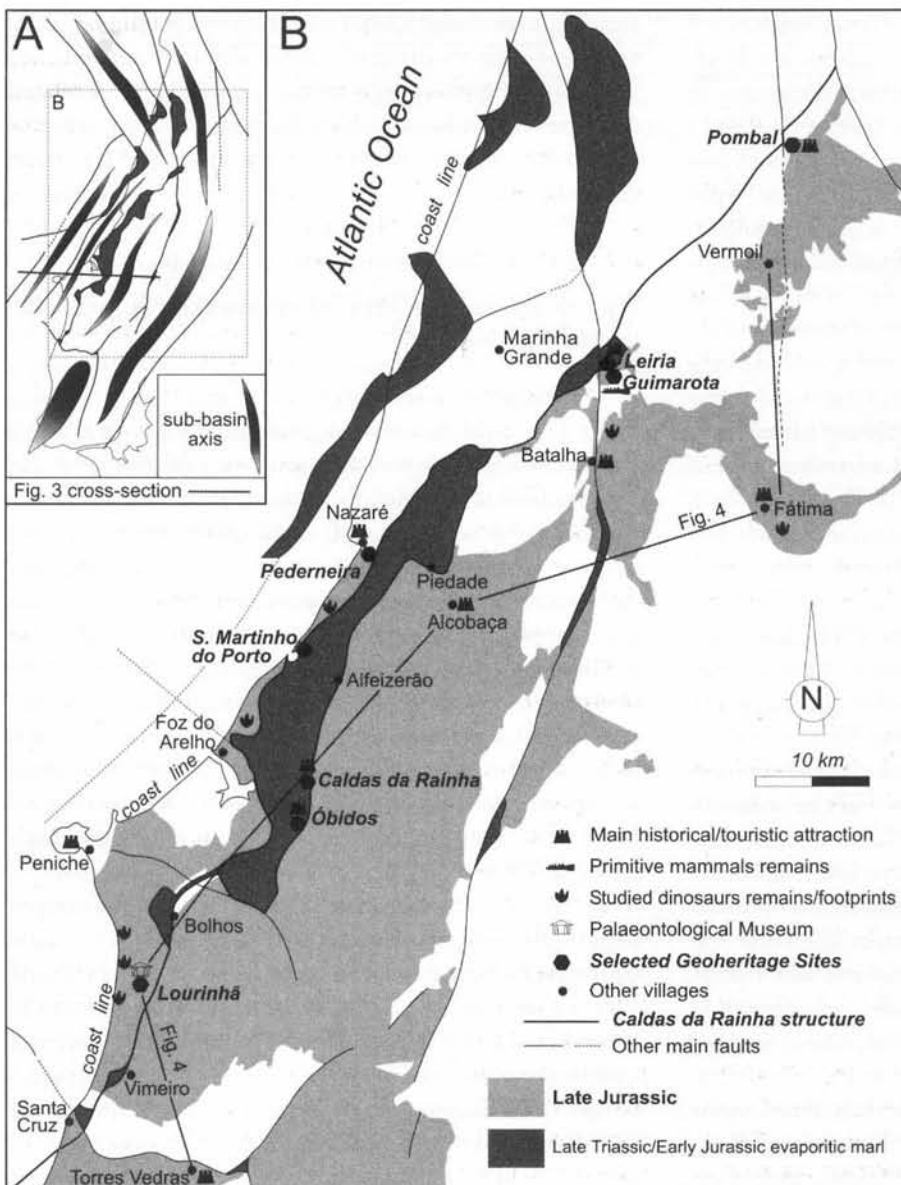 A
B
sub-basin
axis
Fig. 3 cross-section
B
Atlantic Ocean
coast line
Pombal
Vermoil
Marinha
Grande
Leiria
Guimarota
Batalha
Fátima
Fig. 4
Nazaré
Pederneira
Piedade
Alcobaça
S. Martinho
do Porto
Alfeizerão
Foz do
Arelho
coast line
Caldas da Raínha
Óbidos
Peniche
Bolhos
Lourinhã
coast line
Fig. 4
Vimeiro
Santa
Cruz
Torres Vedras
N
10 km
Main historical/touristic attraction
Primitive mammals remains
Studied dinosaurs remains/footprints
Palaeontological Museum
Selected Geoheritage Sites
Other villages
Caldas da Rainha structure
Other main faults
Late Jurassic
Late Triassic/Early Jurassic evaporitic marl